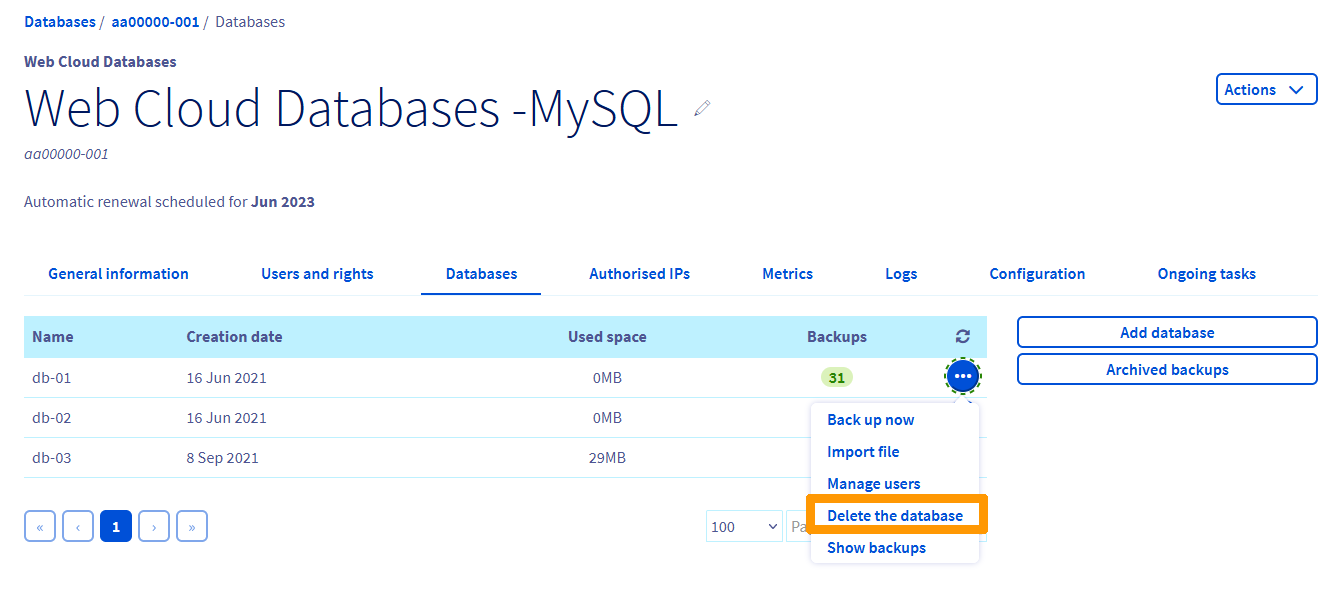 Databases / aa00000-001 / Databases
Web Cloud Databases
Web Cloud Databases -MySQL
Actions
aa00000-001
Automatic renewal scheduled for Jun 2023
General information Users and rights Databases Authorised IPs Metrics Logs Configuration Ongoing tasks
Name Creation date Used space Backups
Add database
Archived backups
db-01 16 Jun 2021 0MB 31 ...
db-02 16 Jun 2021 0MB
db-03 8 Sep 2021 29MB
Back up now
Import file
Manage users
Delete the database
Show backups
« ‹ 1 › » 100 Pa